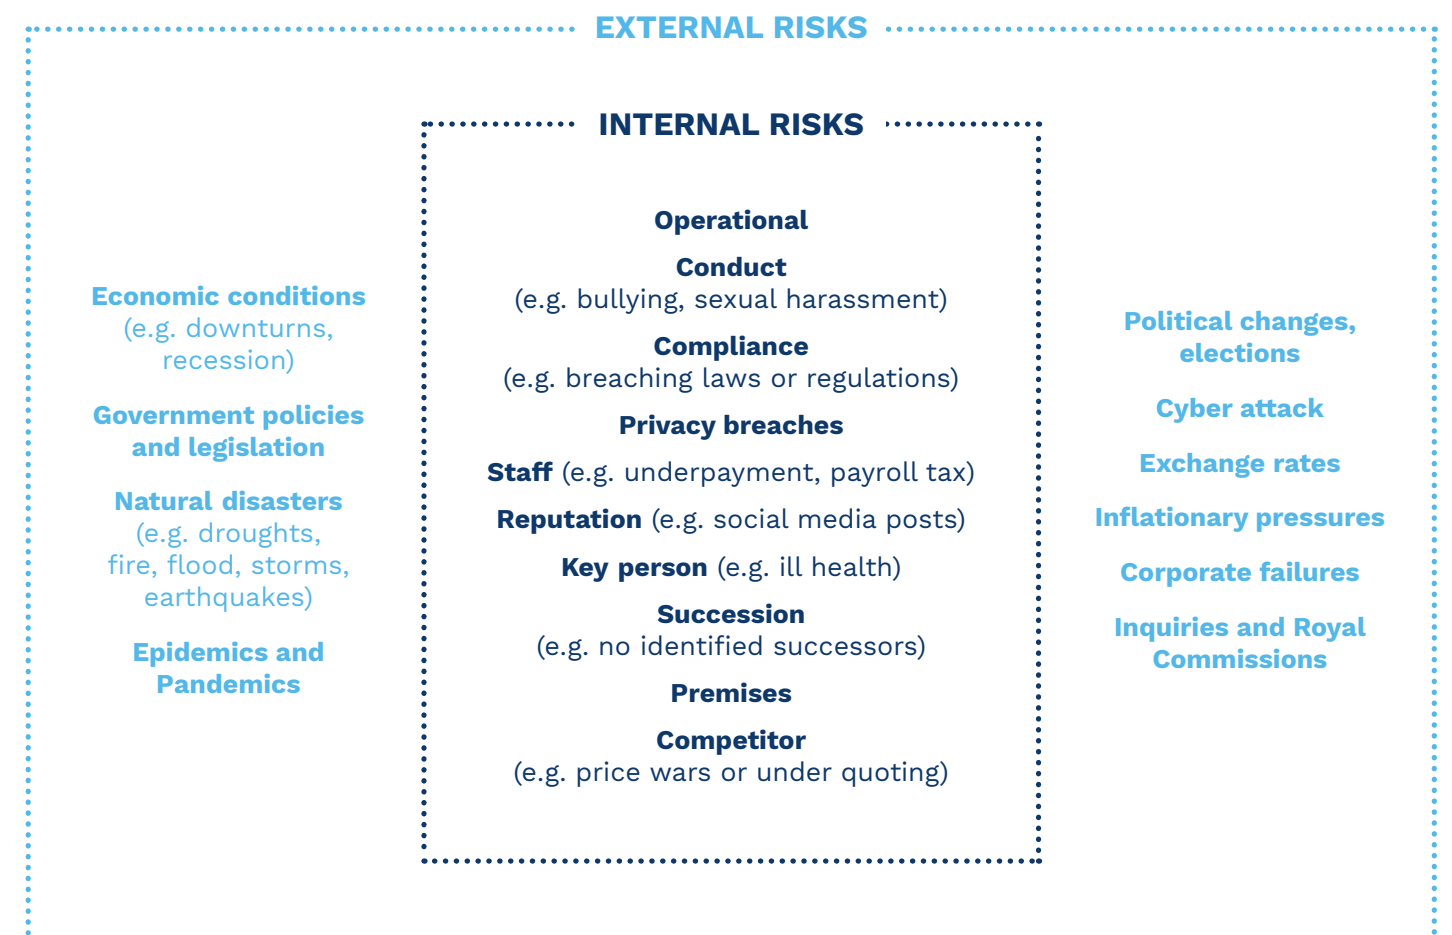 EXTERNAL RISKS
INTERNAL RISKS
Economic conditions
(e.g. downturns,
recession)
Government policies
and legislation
Natural disasters
(e.g. droughts,
fire, flood, storms,
earthquakes)
Epidemics and
Pandemics
Operational
Conduct
(e.g. bullying, sexual harassment)
Compliance
(e.g. breaching laws or regulations)
Privacy breaches
Staff (e.g. underpayment, payroll tax)
Reputation (e.g. social media posts)
Key person (e.g. ill health)
Succession
(e.g. no identified successors)
Premises
Competitor
(e.g. price wars or under quoting)
Political changes,
elections
Cyber attack
Exchange rates
Inflationary pressures
Corporate failures
Inquiries and Royal
Commissions